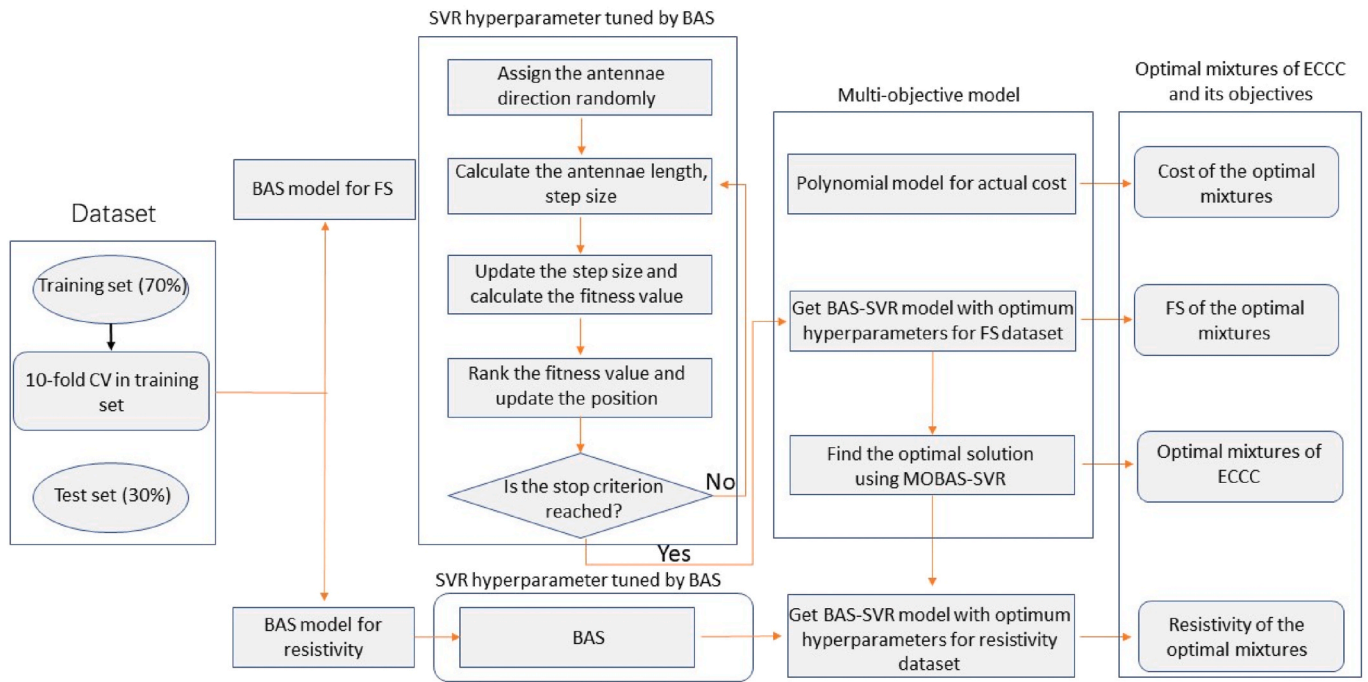 Dataset
Training set (70%)
10-fold CV in training
set
Test set (30%)
BAS model for FS
BAS model for
resistivity
SVR hyperparameter tuned by BAS
Assign the antennae
direction randomly
Calculate the antennae length,
step size
Update the step size and
calculate the fitness value
Rank the fitness value and
update the position
Is the stop criterion
reached?
No
Yes
SVR hyperparameter tuned by BAS
BAS
Multi-objective model
Polynomial model for actual cost
Get BAS-SVR model with optimum
hyperparameters for FS dataset
Find the optimal solution
using MOBAS-SVR
Get BAS-SVR model with optimum
hyperparameters for resistivity
dataset
Optimal mixtures of ECCC
and its objectives
Cost of the optimal
mixtures
FS of the optimal
mixtures
Optimal mixtures of
ECCC
Resistivity of the
optimal mixtures